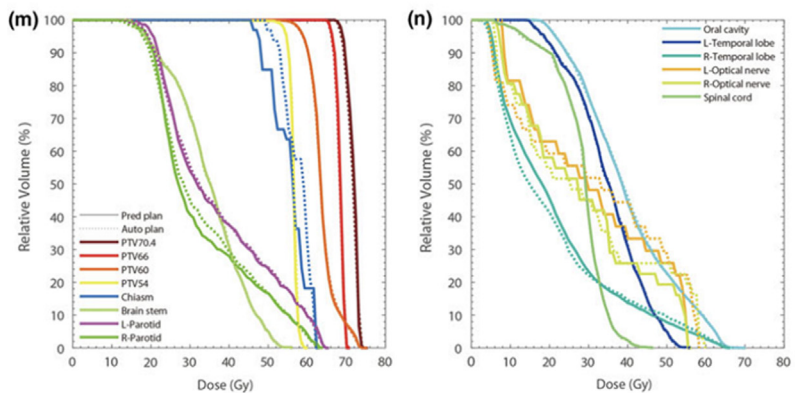 (m)
100
90
80
70
60
50
40
30
20
10
0
Relative Volume (%)
Pred plan
Auto plan
PTV70.4
PTV66
PTV60
PTV54
Chiasm
Brain stem
L-Parotid
R-Parotid
0 10 20 30 40 50 60 70 80
Dose (Gy)
(n)
100
90
80
70
60
50
40
30
20
10
0
Relative Volume (%)
Oral cavity
L-Temporal lobe
R-Temporal lobe
L-Optical nerve
R-Optical nerve
Spinal cord
0 10 20 30 40 50 60 70 80
Dose (Gy)